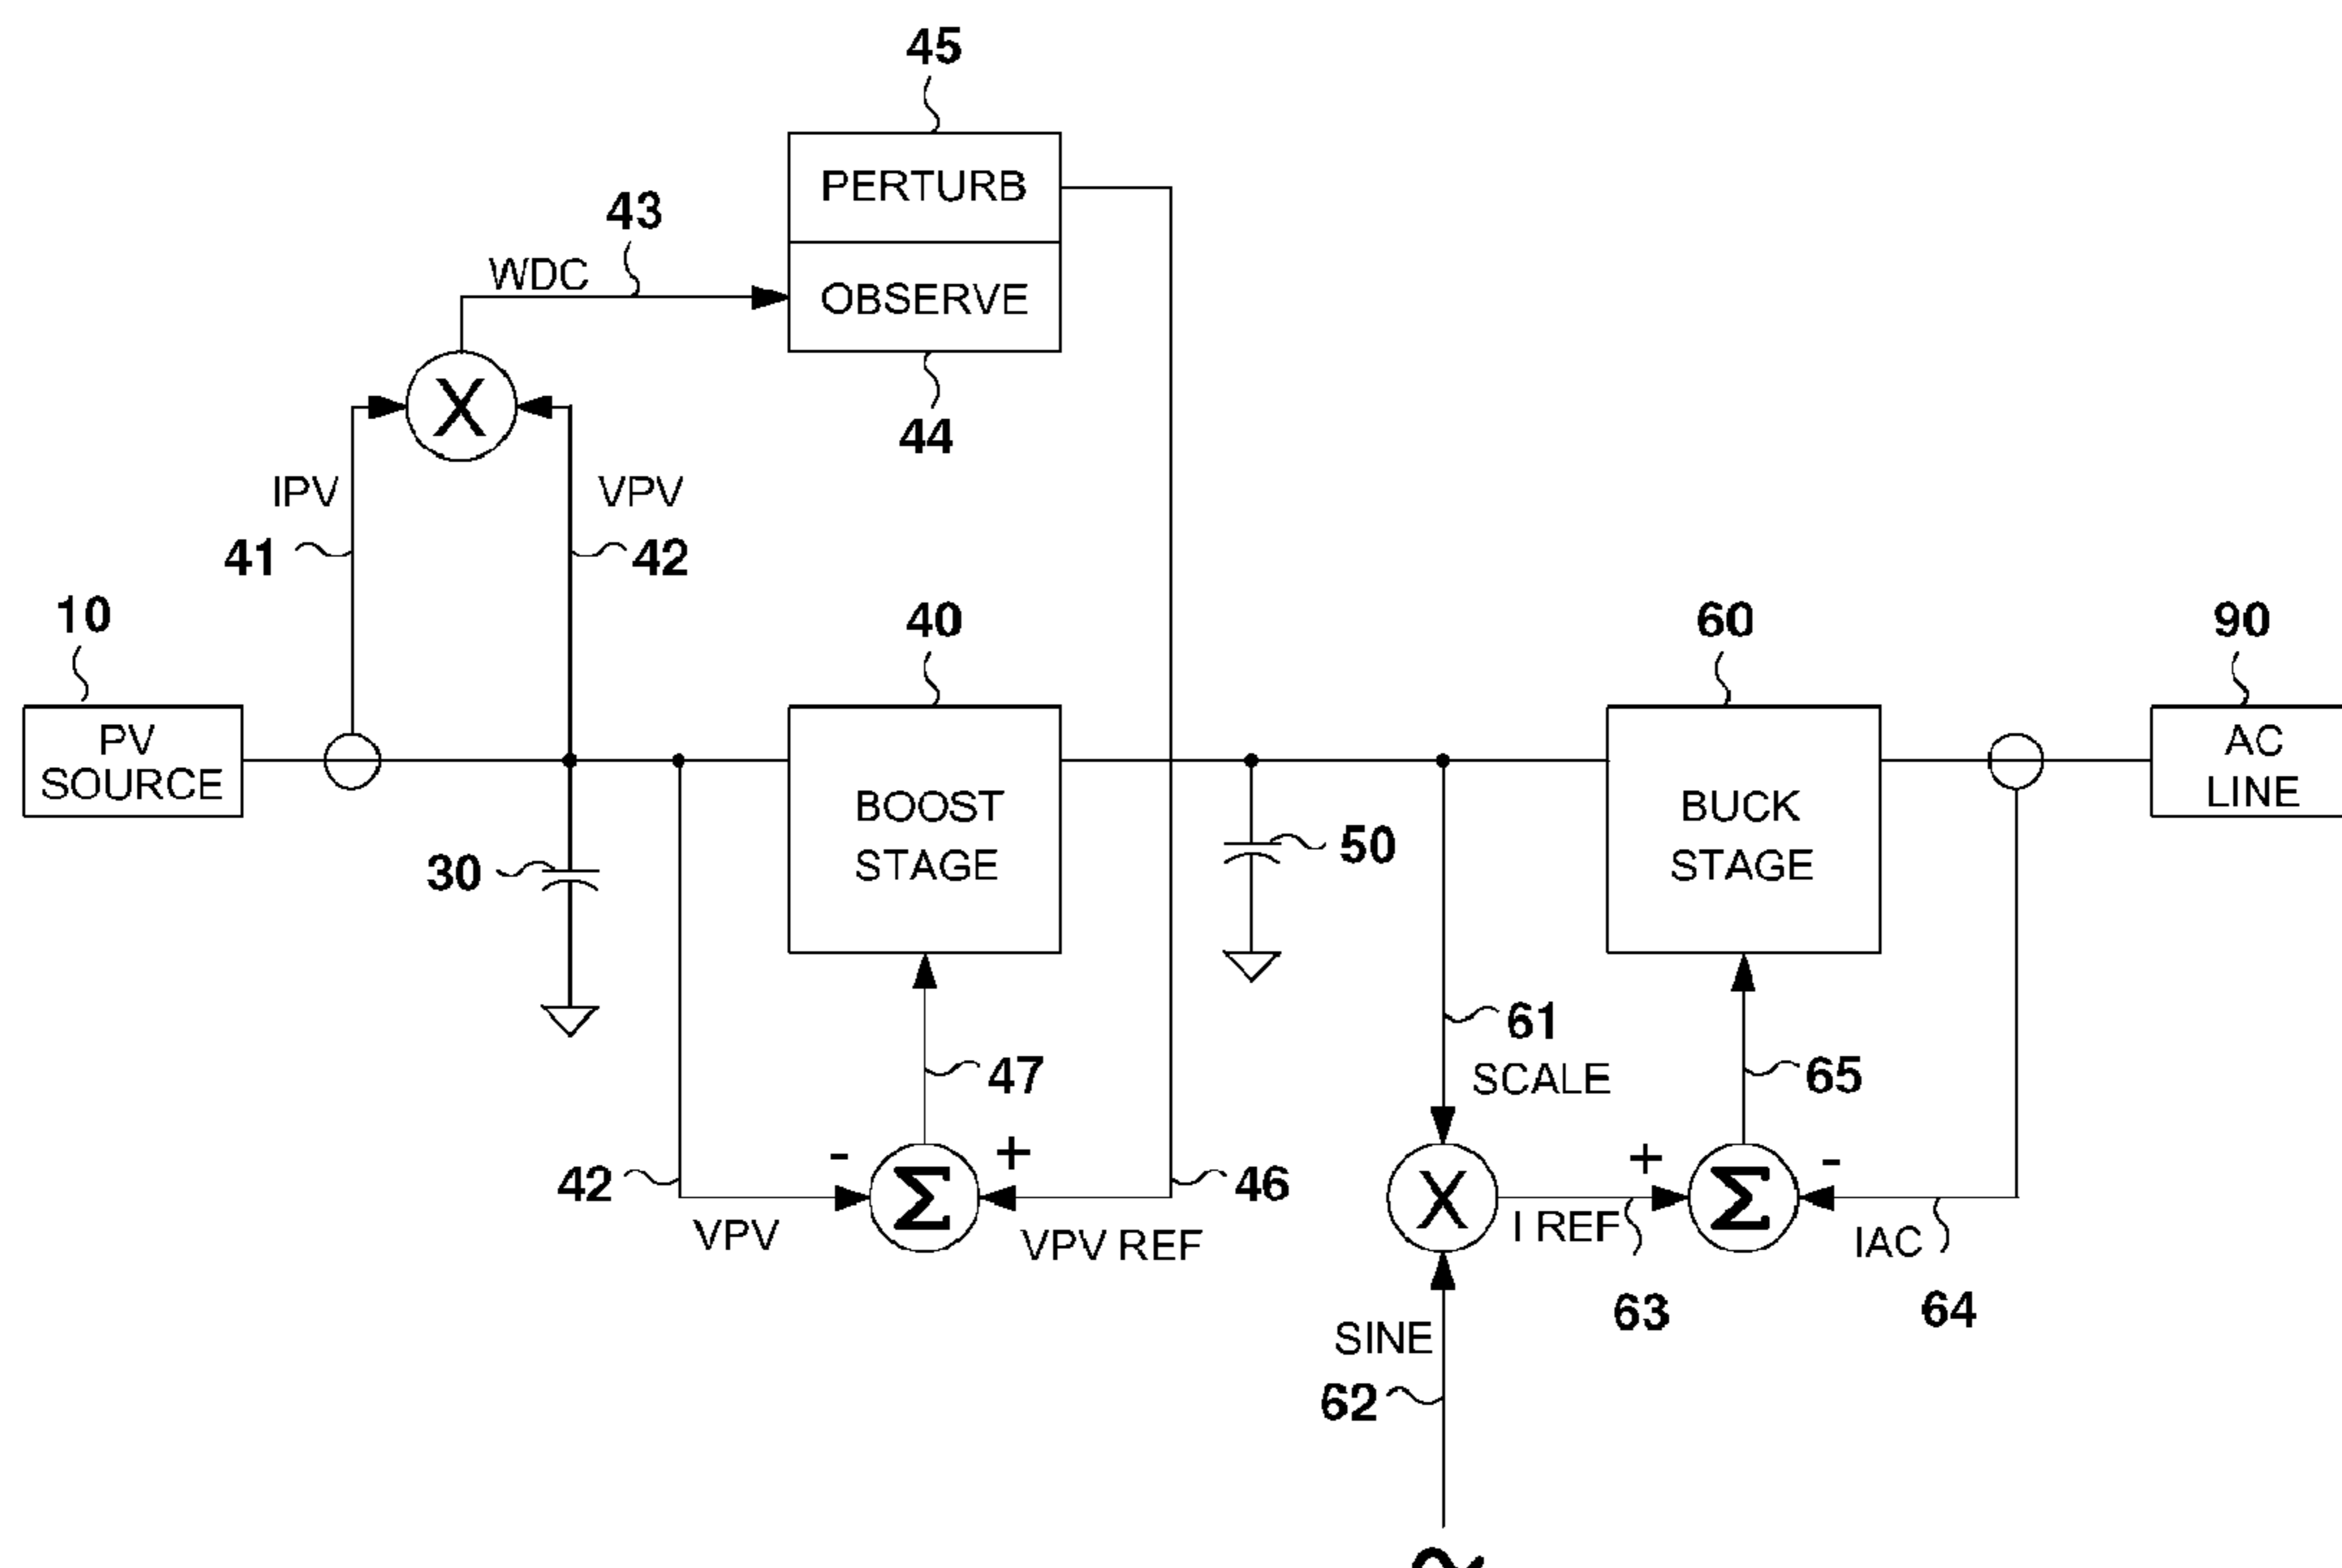 45
PERTURB
43
WDC
OBSERVE
X
44
IPV
VPV
41
42
10
40
60
90
PV
SOURCE
BOOST
STAGE
BUCK
STAGE
AC
LINE
30
50
61
SCALE
47
65
-
+
+
-
42
Σ
46
X
Σ
VPV
VPV REF
I REF
IAC
63
64
SINE
62